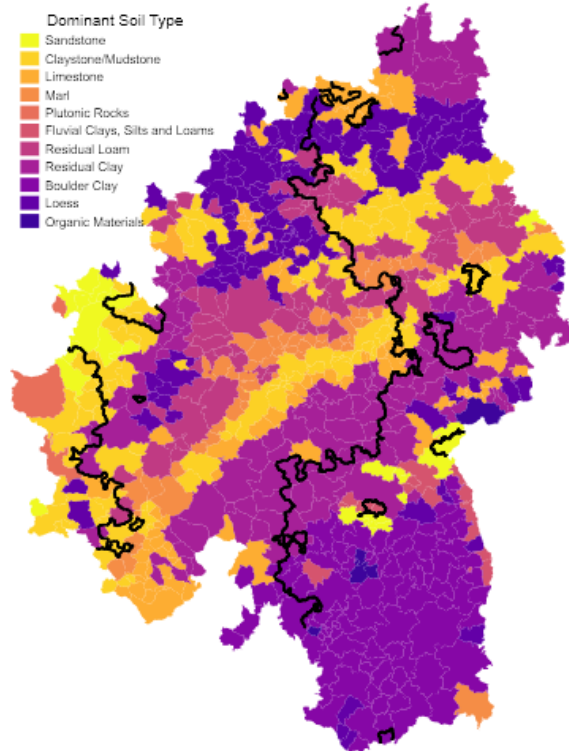 Dominant Soil Type
Sandstone
Claystone/Mudstone
Limestone
Marl
Plutonic Rocks
Fluvial Clays, Silts and Loams
Residual Loam
Residual Clay
Boulder Clay
Loess
Organic Materials